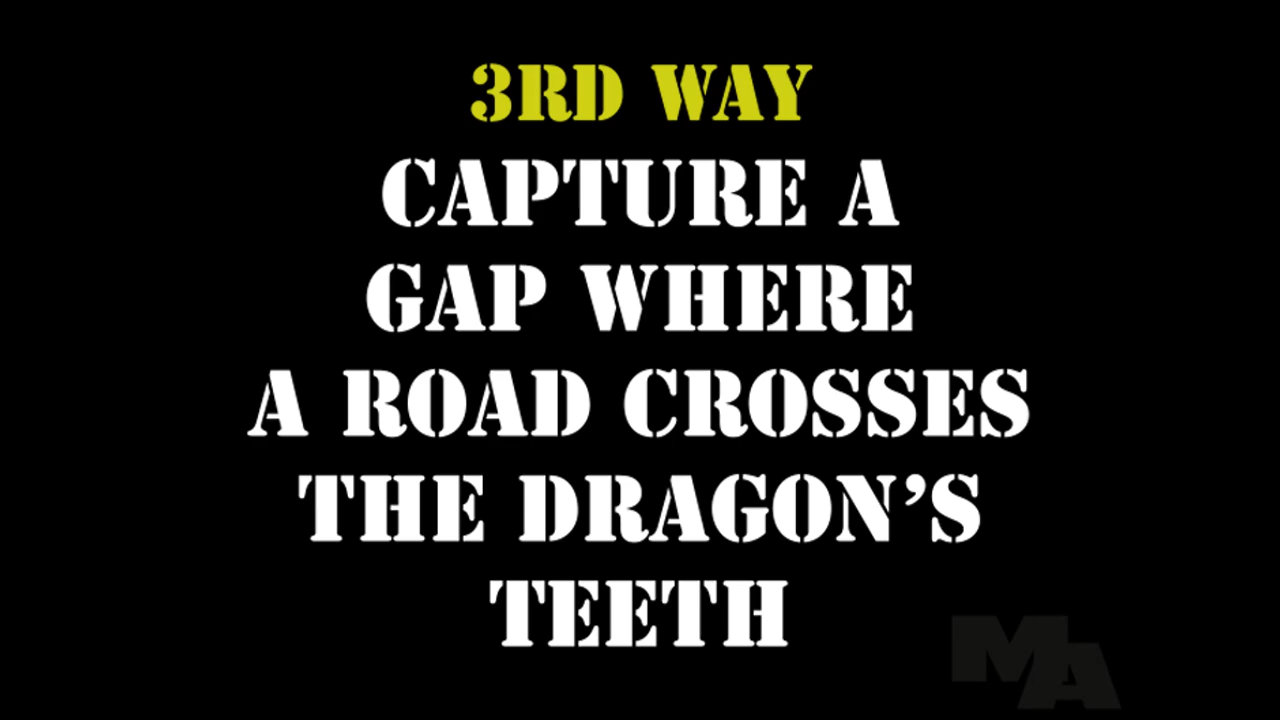 3RD WAY
CAPTURE A
GAP WHERE
A ROAD CROSSES
THE DRAGON’S
TEETH
MA